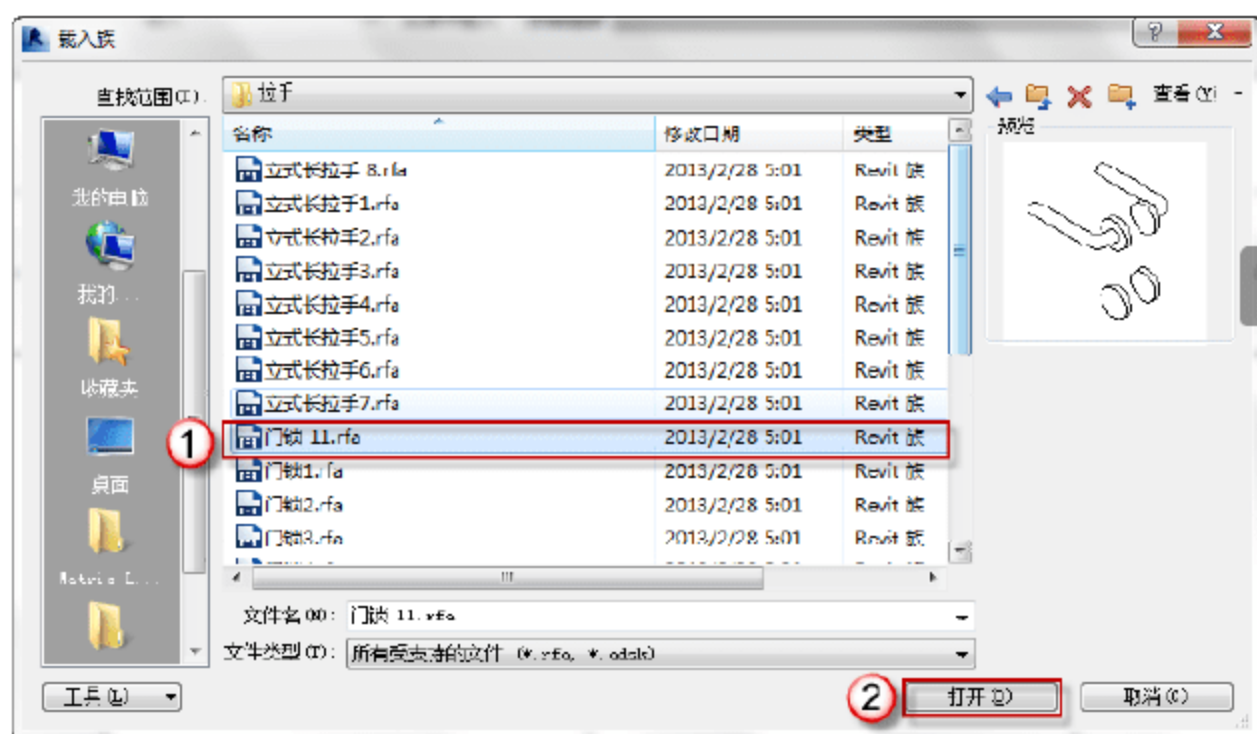 载入族
查找范围(I):
拉手
查看(V)
名称
修改日期
类型
预览
立式长拉手 8.rfa 2013/2/28 5:01 Revit 族
立式长拉手1.rfa 2013/2/28 5:01 Revit 族
立式长拉手2.rfa 2013/2/28 5:01 Revit 族
立式长拉手3.rfa 2013/2/28 5:01 Revit 族
立式长拉手4.rfa 2013/2/28 5:01 Revit 族
立式长拉手5.rfa 2013/2/28 5:01 Revit 族
立式长拉手6.rfa 2013/2/28 5:01 Revit 族
立式长拉手7.rfa 2013/2/28 5:01 Revit 族
1
门锁 11.rfa 2013/2/28 5:01 Revit 族
门锁1.rfa 2013/2/28 5:01 Revit 族
门锁2.rfa 2013/2/28 5:01 Revit 族
门锁3.rfa 2013/2/28 5:01 Revit 族
我的电脑
我的...
收藏夹
桌面
文件名(N): 门锁 11.rfa
文件类型(T): 所有受支持的文件 (*.rfa, *.adsk)
工具(L)
2
打开(O)
取消(C)